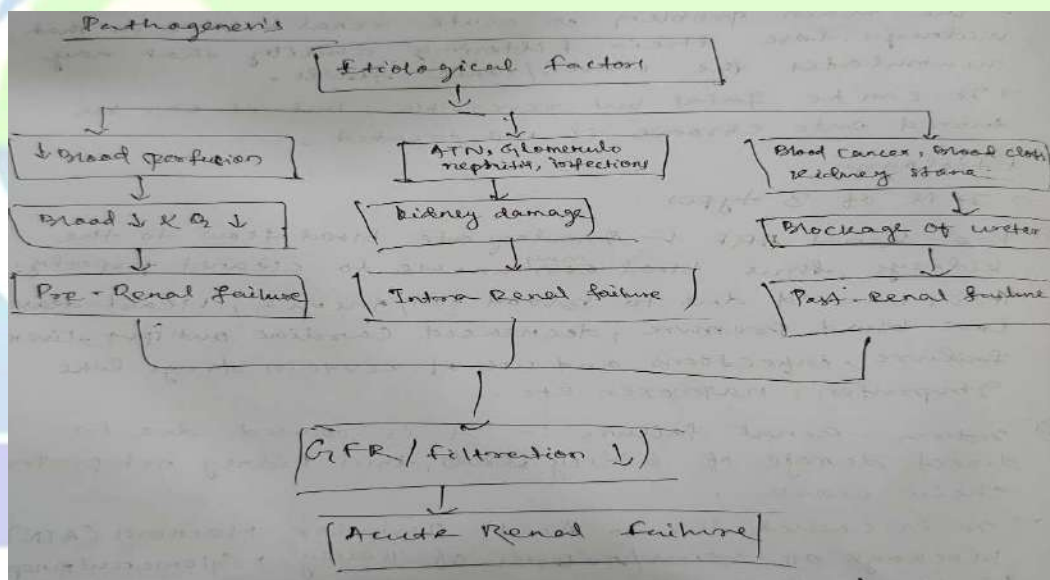 Pathogenesis
Etiological factors
↓ Blood perfusion
ATN, Glomerulo
nephritis, infections
Blood cancer, Blood clots
Kidney stone
Blood ↓ & O₂ ↓
kidney damage
Blockage of ureter
Pre - Renal failure
Intra Renal failure
Post - Renal failure
GFR / filtration ↓
Acute Renal failure